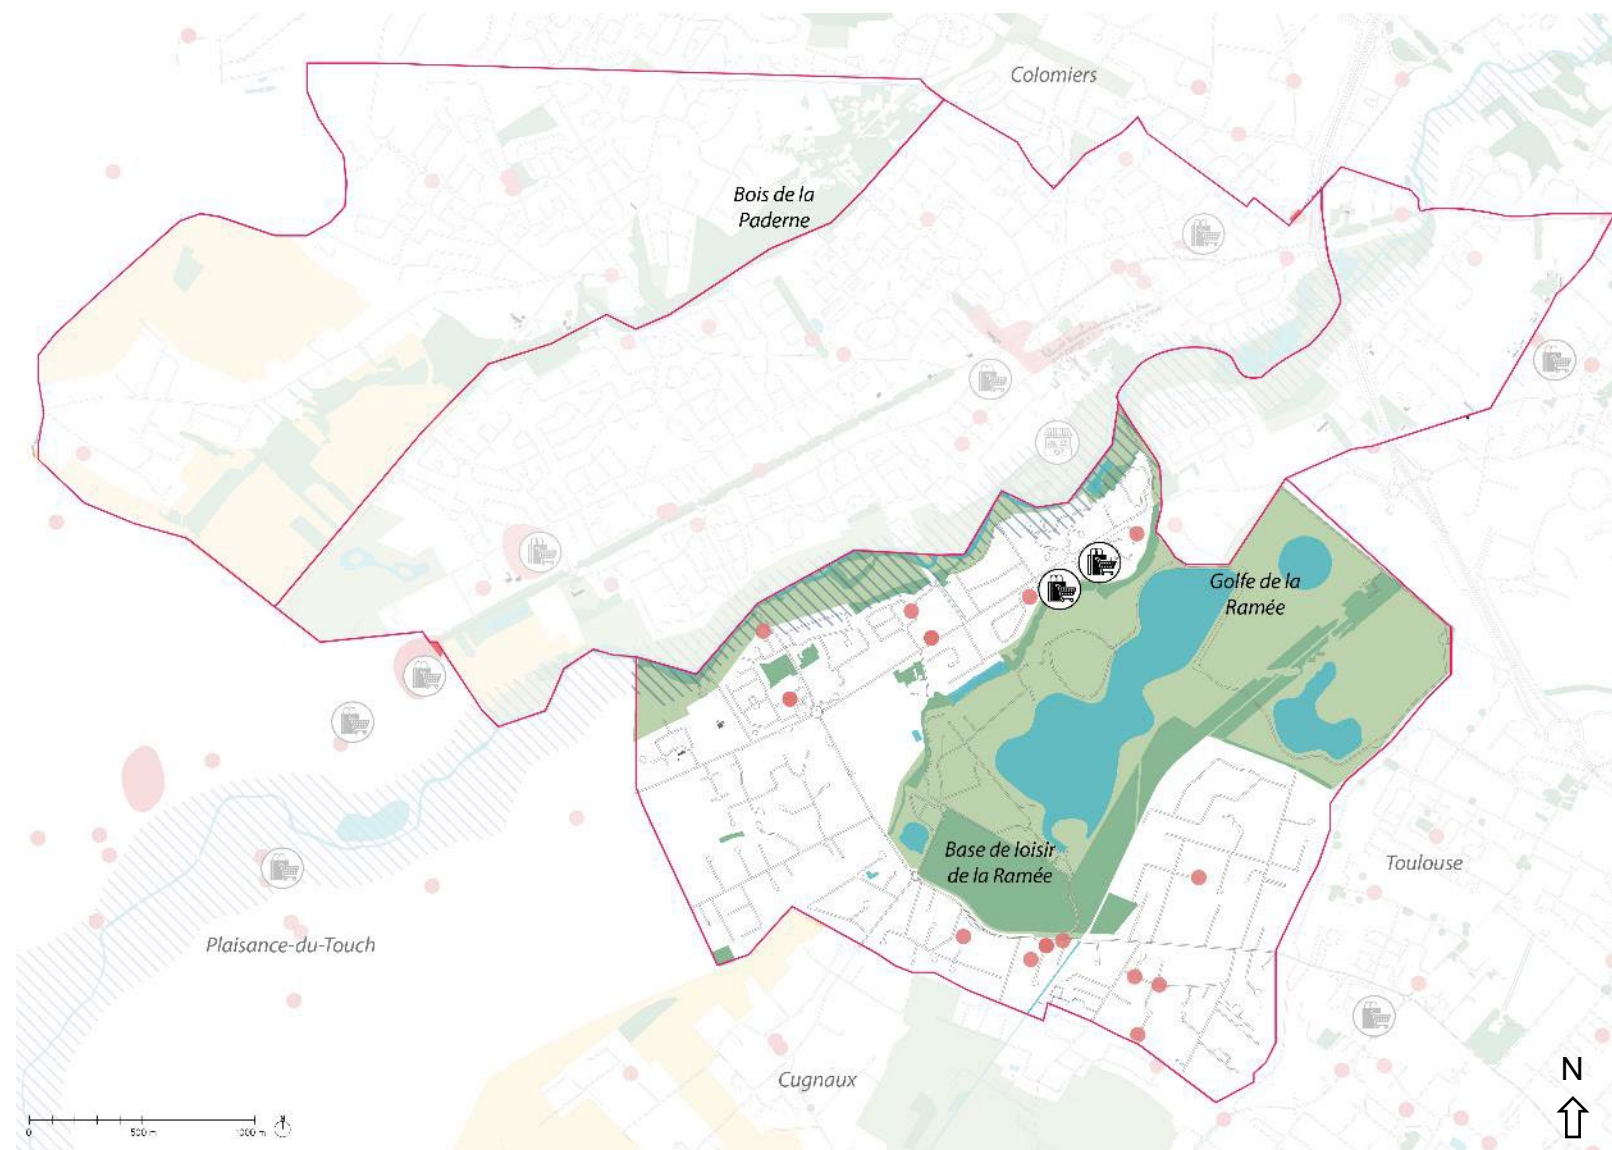 Colomiers
Bois de la
Paderne
Golfe de la
Ramée
Base de loisir
de la Ramée
Toulouse
Plaisance-du-Touch
Cugnaux
N
0
500 m
1000 m